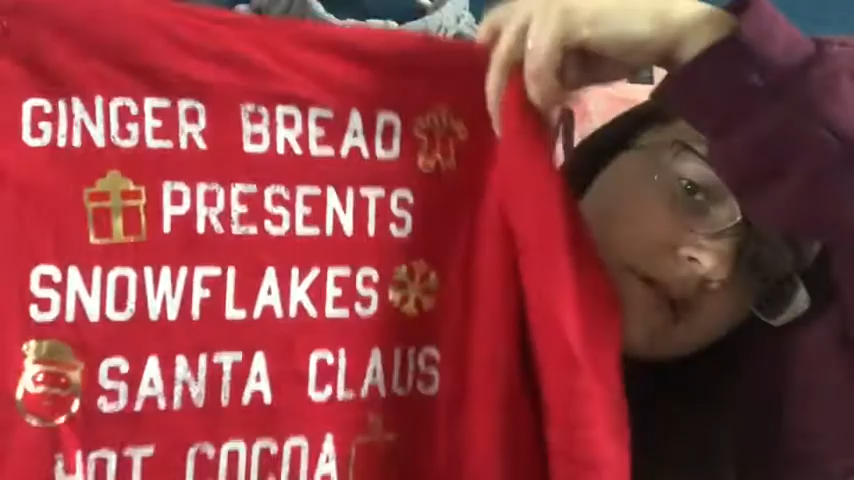 GINGER BREAD
PRESENTS
SNOWFLAKES
SANTA CLAUS
HOT COCOA